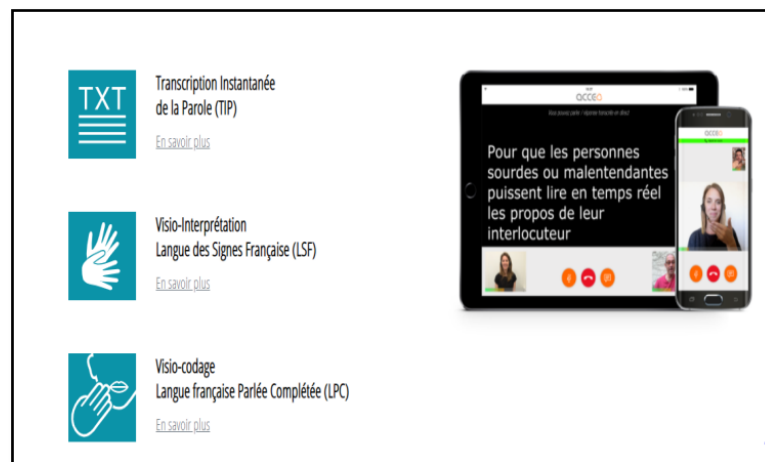 TXT
Transcription Instantanée
de la Parole (TIP)
En savoir plus
Visio-Interprétation
Langue des Signes Française (LSF)
En savoir plus
Visio-codage
Langue française Parlée Complétée (LPC)
En savoir plus
acceo
Pour que les personnes
sourdes ou malentendantes
puissent lire en temps réel
les propos de leur
interlocuteur
acceo